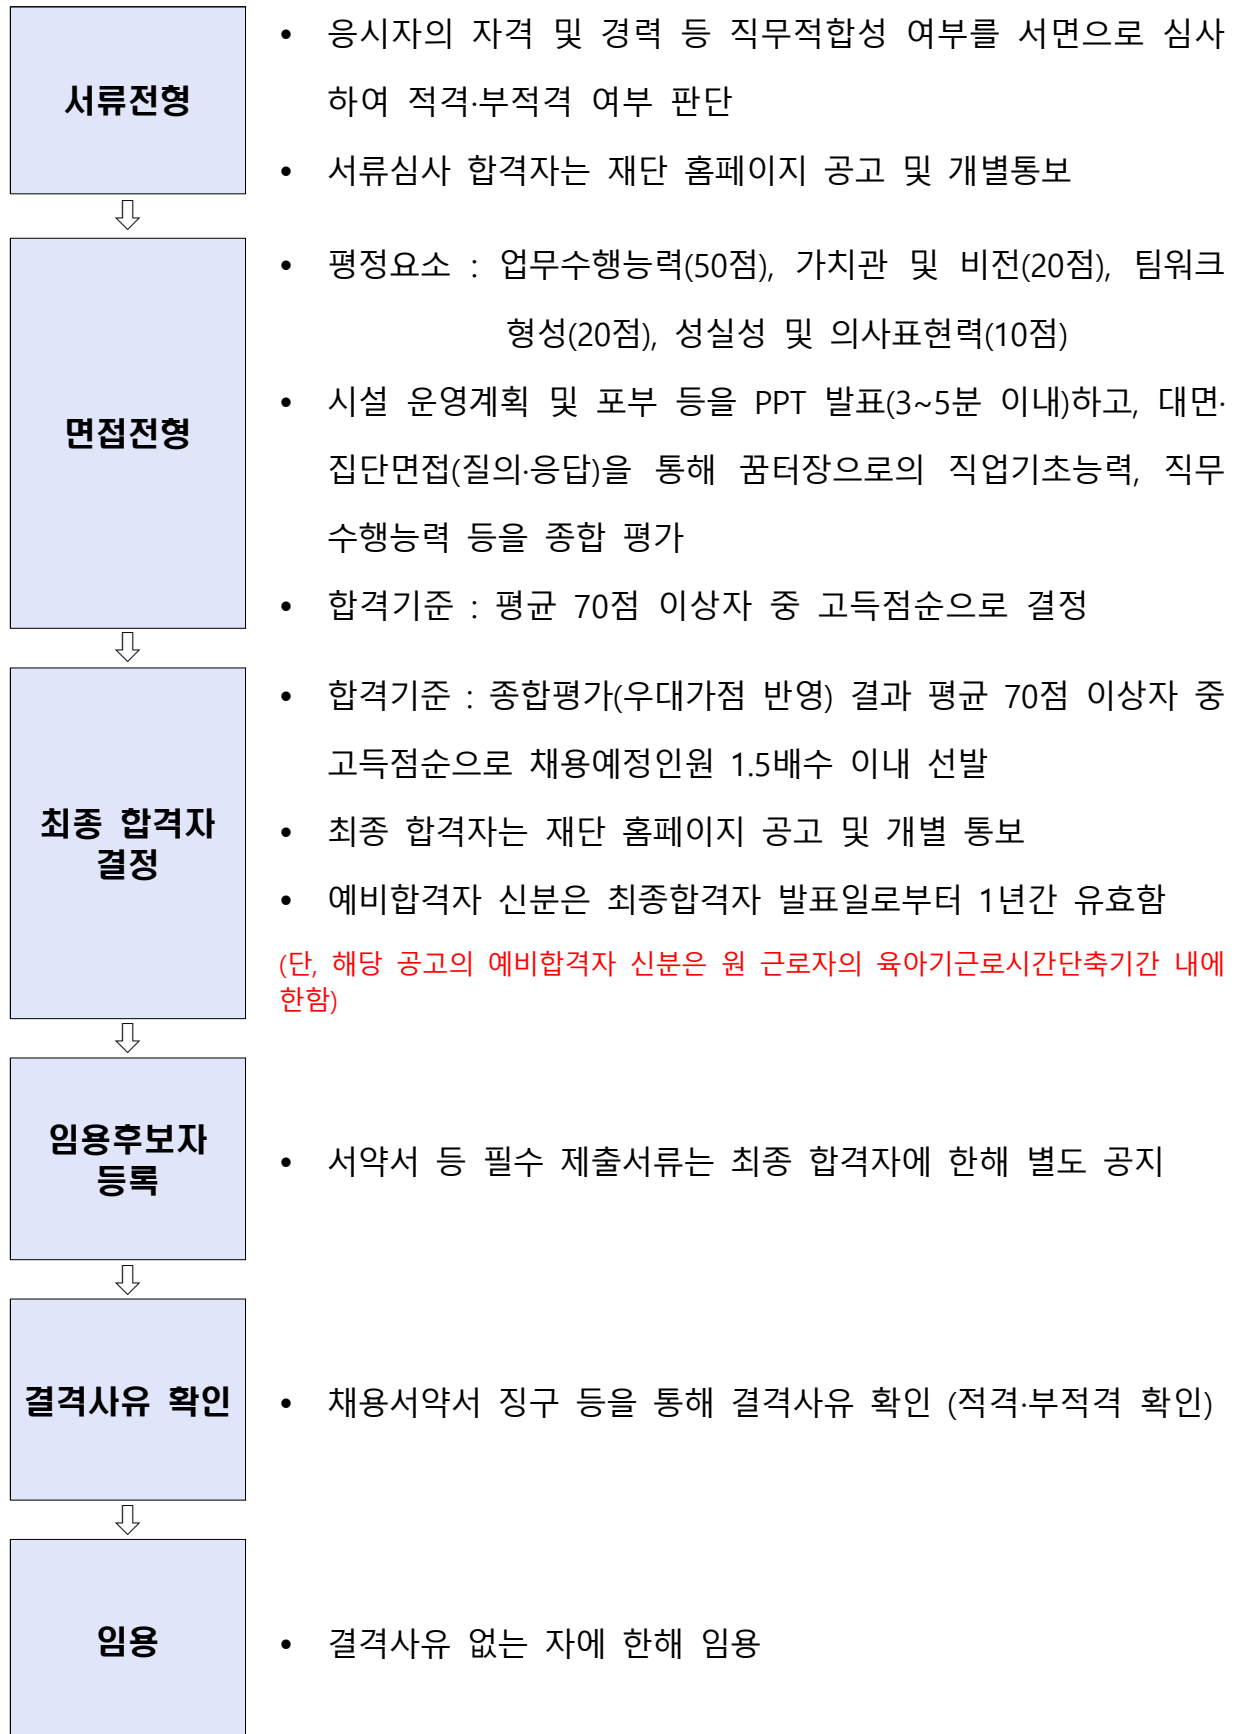 서류전형
• 응시자의 자격 및 경력 등 직무적합성 여부를 서면으로 심사
하여 적격·부적격 여부 판단
• 서류심사 합격자는 재단 홈페이지 공고 및 개별통보
면접전형
• 평정요소 : 업무수행능력(50점), 가치관 및 비전(20점), 팀워크
형성(20점), 성실성 및 의사표현력(10점)
• 시설 운영계획 및 포부 등을 PPT 발표(3~5분 이내)하고, 대면·
집단면접(질의·응답)을 통해 꿈터장으로의 직업기초능력, 직무
수행능력 등을 종합 평가
• 합격기준 : 평균 70점 이상자 중 고득점순으로 결정
최종 합격자
결정
• 합격기준 : 종합평가(우대가점 반영) 결과 평균 70점 이상자 중
고득점순으로 채용예정인원 1.5배수 이내 선발
• 최종 합격자는 재단 홈페이지 공고 및 개별 통보
• 예비합격자 신분은 최종합격자 발표일로부터 1년간 유효함
(단, 해당 공고의 예비합격자 신분은 원 근로자의 육아기근로시간단축기간 내에
한함)
임용후보자
등록
• 서약서 등 필수 제출서류는 최종 합격자에 한해 별도 공지
결격사유 확인
• 채용서약서 징구 등을 통해 결격사유 확인 (적격·부적격 확인)
임용
• 결격사유 없는 자에 한해 임용